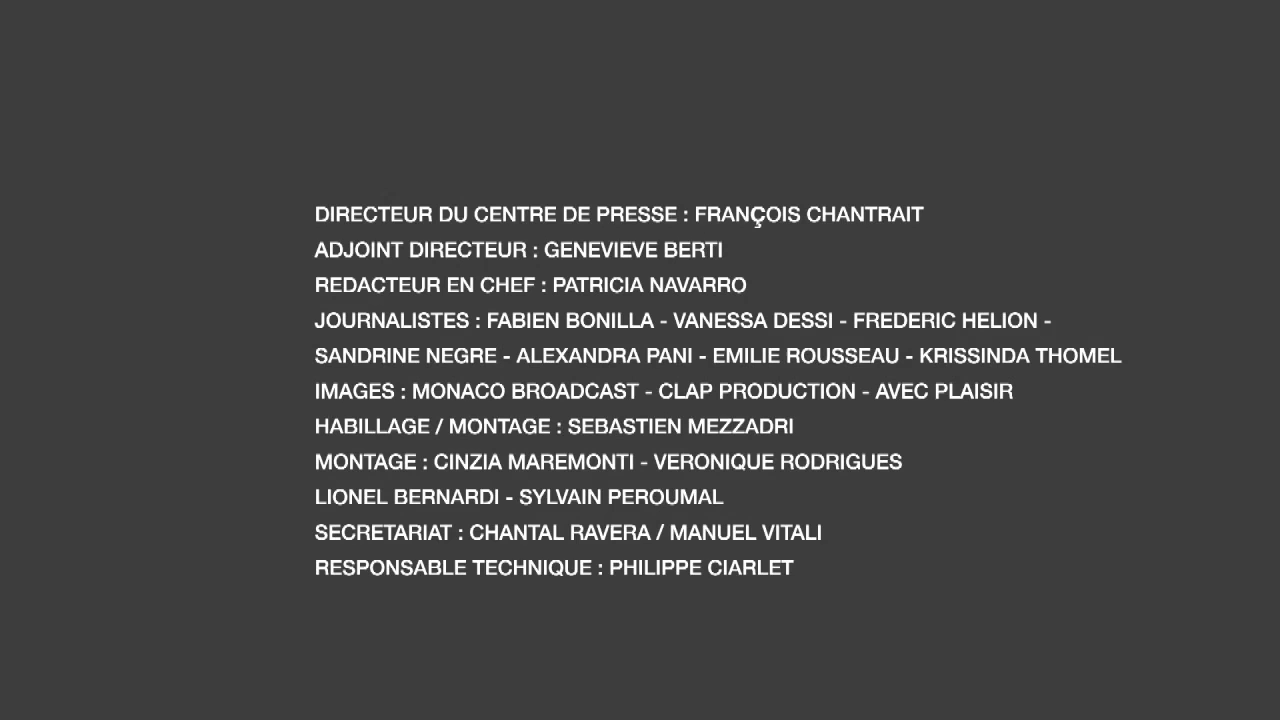 DIRECTEUR DU CENTRE DE PRESSE : FRANÇOIS CHANTRAIT
ADJOINT DIRECTEUR : GENEVIEVE BERTI
REDACTEUR EN CHEF : PATRICIA NAVARRO
JOURNALISTES : FABIEN BONILLA - VANESSA DESSI - FREDERIC HELION -
SANDRINE NEGRE - ALEXANDRA PANI - EMILIE ROUSSEAU - KRISSINDA THOMEL
IMAGES : MONACO BROADCAST - CLAP PRODUCTION - AVEC PLAISIR
HABILLAGE / MONTAGE : SEBASTIEN MEZZADRI
MONTAGE : CINZIA MAREMONTI - VERONIQUE RODRIGUES
LIONEL BERNARDI - SYLVAIN PEROUMAL
SECRETARIAT : CHANTAL RAVERA / MANUEL VITALI
RESPONSABLE TECHNIQUE : PHILIPPE CIARLET